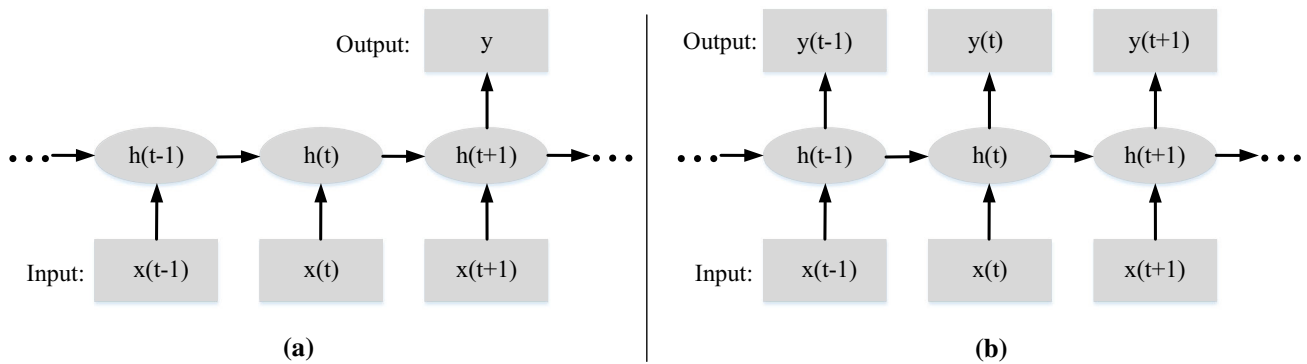 Output: y
h(t-1) h(t) h(t+1)
Input: x(t-1) x(t) x(t+1)
(a)
Output: y(t-1) y(t) y(t+1)
h(t-1) h(t) h(t+1)
Input: x(t-1) x(t) x(t+1)
(b)